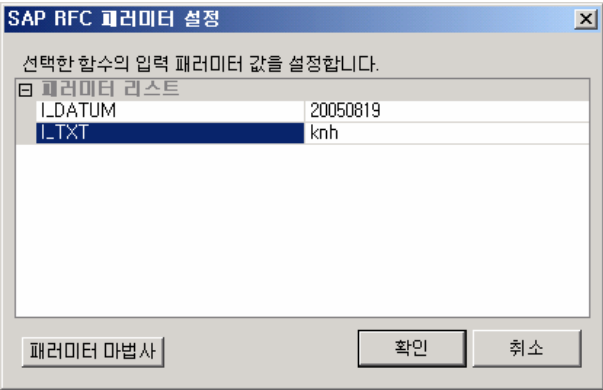 SAP RFC 패러미터 설정
선택한 함수의 입력 패러미터 값을 설정합니다.
패러미터 리스트
I_DATUM 20050819
I_TXT knh
패러미터 마법사 확인 취소